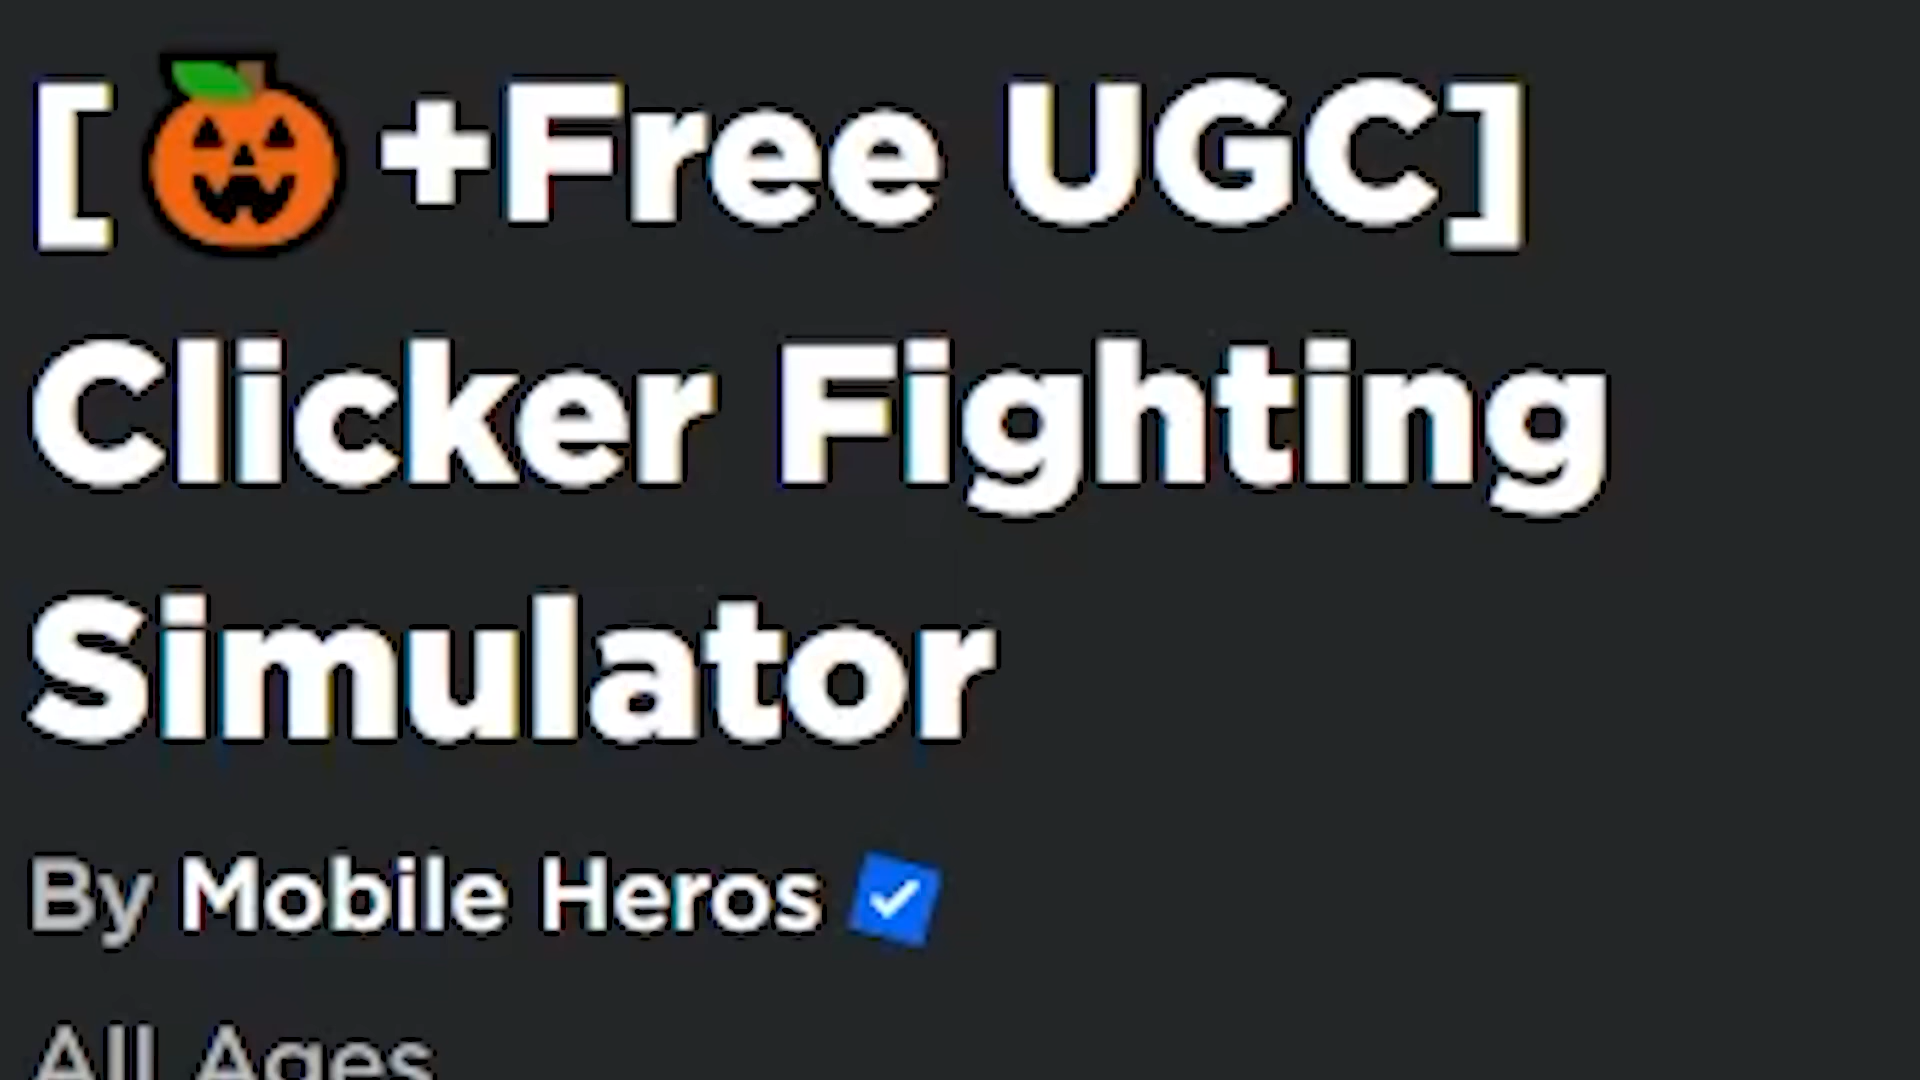 [🎃+Free UGC]
Clicker Fighting
Simulator
By Mobile Heros
All Ages